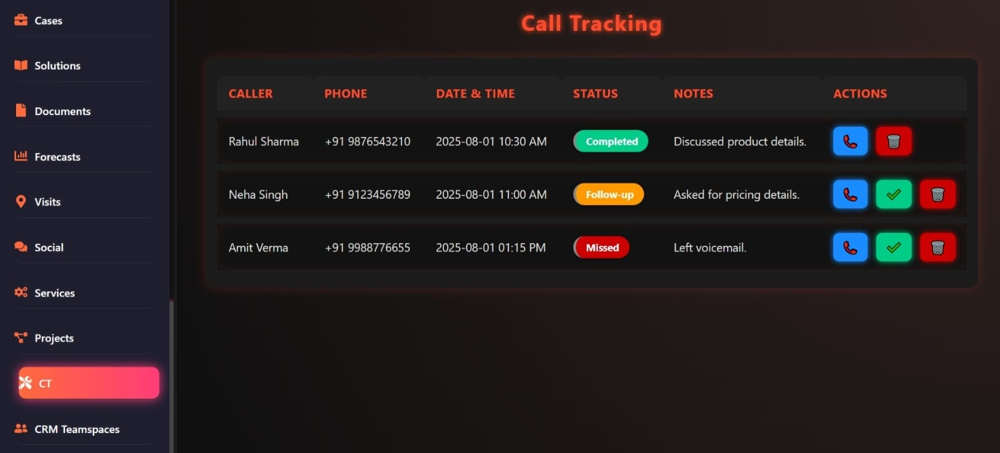 Cases
Solutions
Documents
Forecasts
Visits
Social
Services
Projects
CT
CRM Teamspaces
Call Tracking
CALLER PHONE DATE & TIME STATUS NOTES ACTIONS
Rahul Sharma +91 9876543210 2025-08-01 10:30 AM Completed Discussed product details.
Neha Singh +91 9123456789 2025-08-01 11:00 AM Follow-up Asked for pricing details.
Amit Verma +91 9988776655 2025-08-01 01:15 PM Missed Left voicemail.